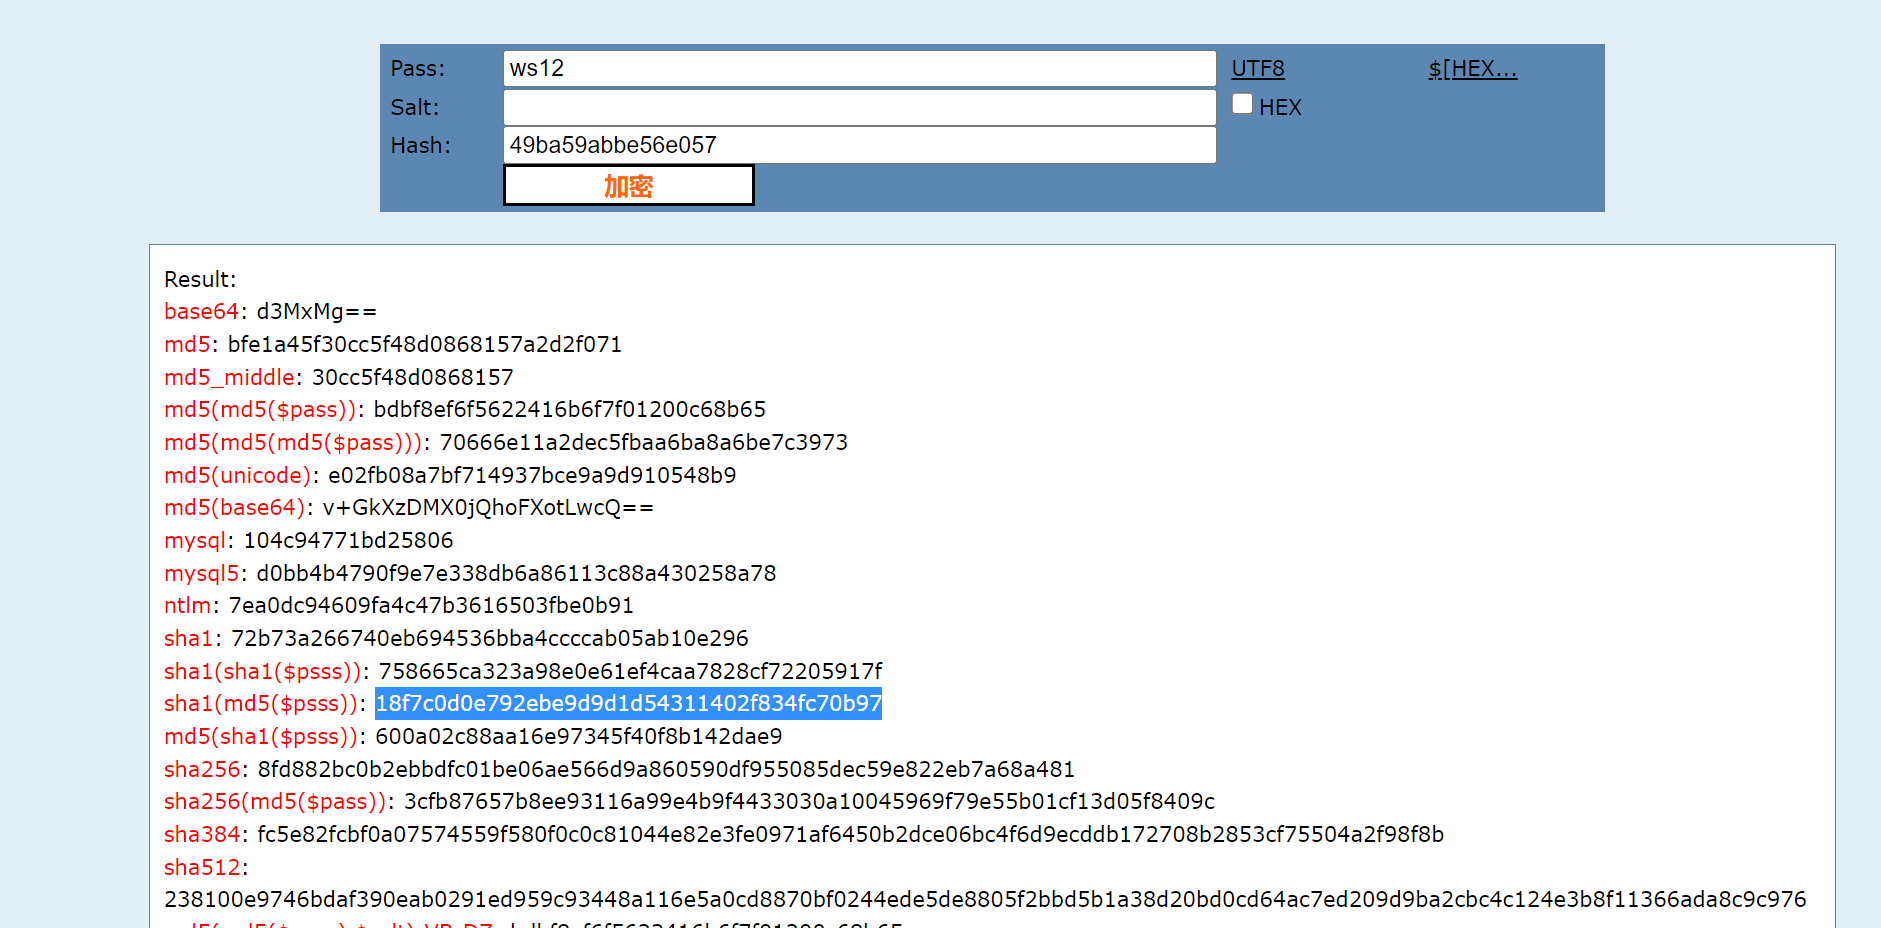 Pass: ws12 UTF8 $[HEX...
Salt: HEX
Hash: 49ba59abbe56e057
加密
Result:
base64: d3MxMg==
md5: bfe1a45f30cc5f48d0868157a2d2f071
md5_middle: 30cc5f48d0868157
md5(md5($pass)): bdbf8ef6f5622416b6f7f01200c68b65
md5(md5(md5($pass))): 70666e11a2dec5fbaa6ba8a6be7c3973
md5(unicode): e02fb08a7bf714937bce9a9d910548b9
md5(base64): v+GkXzDMX0jQhoFXotLwcQ==
mysql: 104c94771bd25806
mysql5: d0bb4b4790f9e7e338db6a86113c88a430258a78
ntlm: 7ea0dc94609fa4c47b3616503fbe0b91
sha1: 72b73a266740eb694536bba4ccccab05ab10e296
sha1(sha1($psss)): 758665ca323a98e0e61ef4caa7828cf72205917f
sha1(md5($psss)): 18f7c0d0e792ebe9d9d1d54311402f834fc70b97
md5(sha1($psss)): 600a02c88aa16e97345f40f8b142dae9
sha256: 8fd882bc0b2ebbdfc01be06ae566d9a860590df955085dec59e822eb7a68a481
sha256(md5($pass)): 3cfb87657b8ee93116a99e4b9f4433030a10045969f79e55b01cf13d05f8409c
sha384: fc5e82fcbf0a07574559f580f0c0c81044e82e3fe0971af6450b2dce06bc4f6d9ecddb172708b2853cf75504a2f98f8b
sha512:
238100e9746bdaf390eab0291ed959c93448a116e5a0cd8870bf0244ede5de8805f2bbd5b1a38d20bd0cd64ac7ed209d9ba2cbc4c124e3b8f11366ada8c9c976